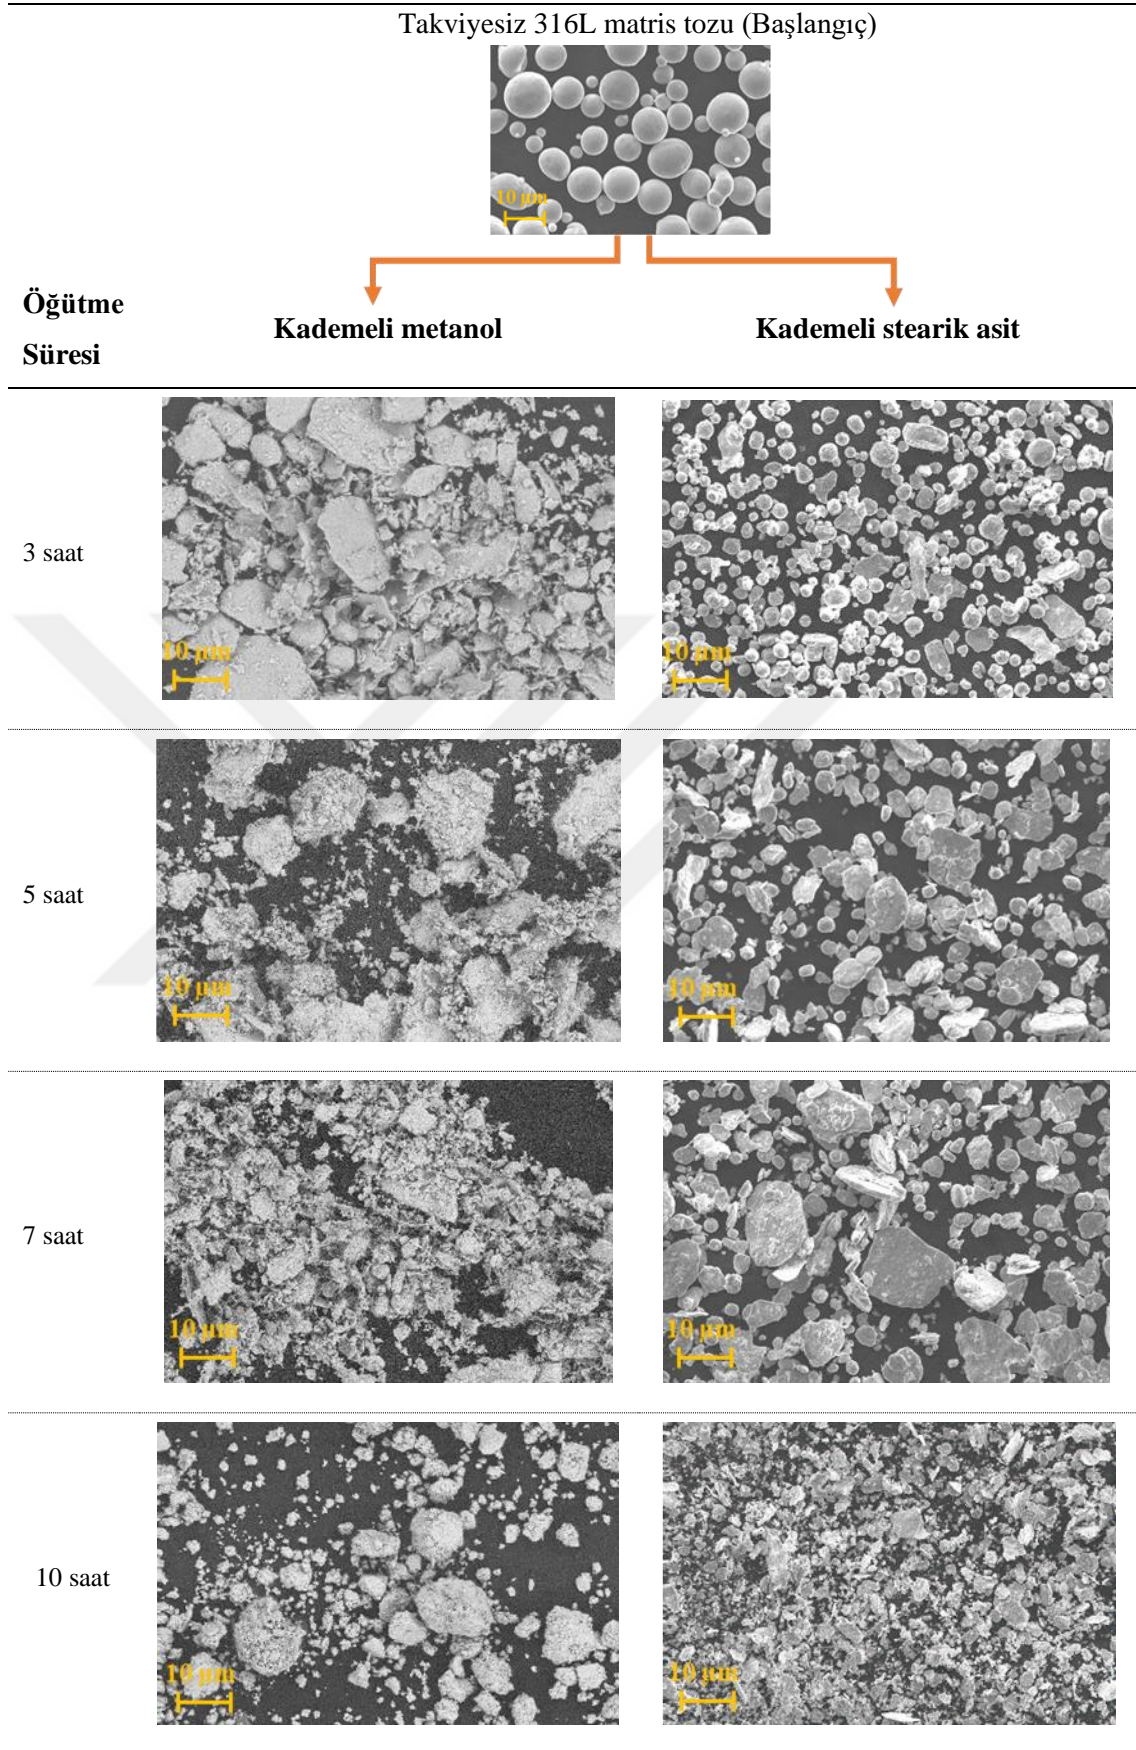 Takviyesiz 316L matris tozu (Başlangıç)
10 µm
Öğütme
Süresi
Kademeli metanol
Kademeli stearik asit
3 saat
10 µm
10 µm
5 saat
10 µm
10 µm
7 saat
10 µm
10 µm
10 saat
10 µm
10 µm